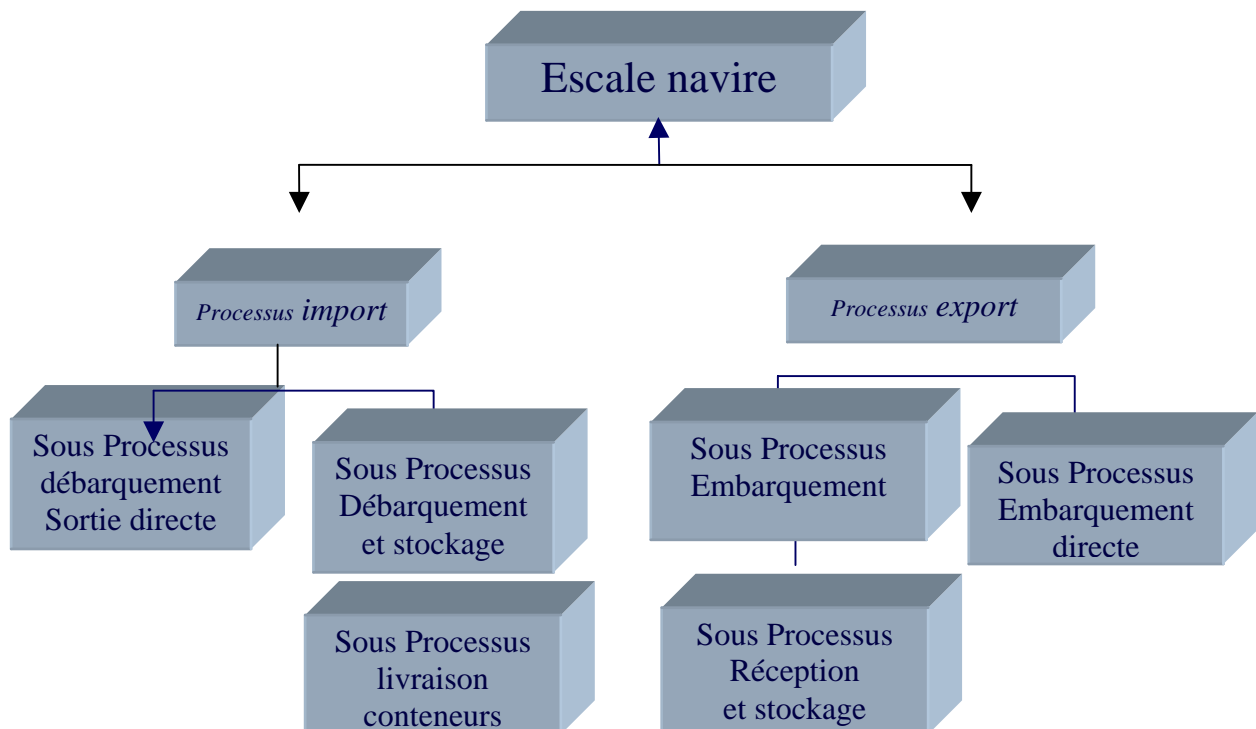 Escale navire
Processus import
Processus export
Sous Processus
débarquement
Sortie directe
Sous Processus
Débarquement
et stockage
Sous Processus
Embarquement
Sous Processus
Embarquement
directe
Sous Processus
livraison
conteneurs
Sous Processus
Réception
et stockage